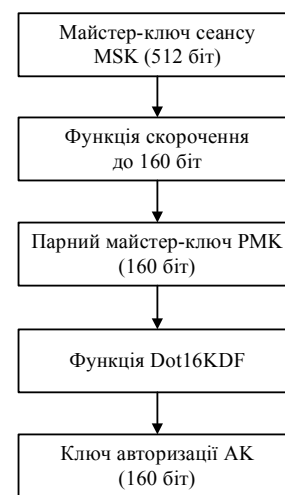 Майстер-ключ сеансу
MSK (512 біт)
Функція скорочення
до 160 біт
Парний майстер-ключ PMK
(160 біт)
Функція Dot16KDF
Ключ авторизації AK
(160 біт)